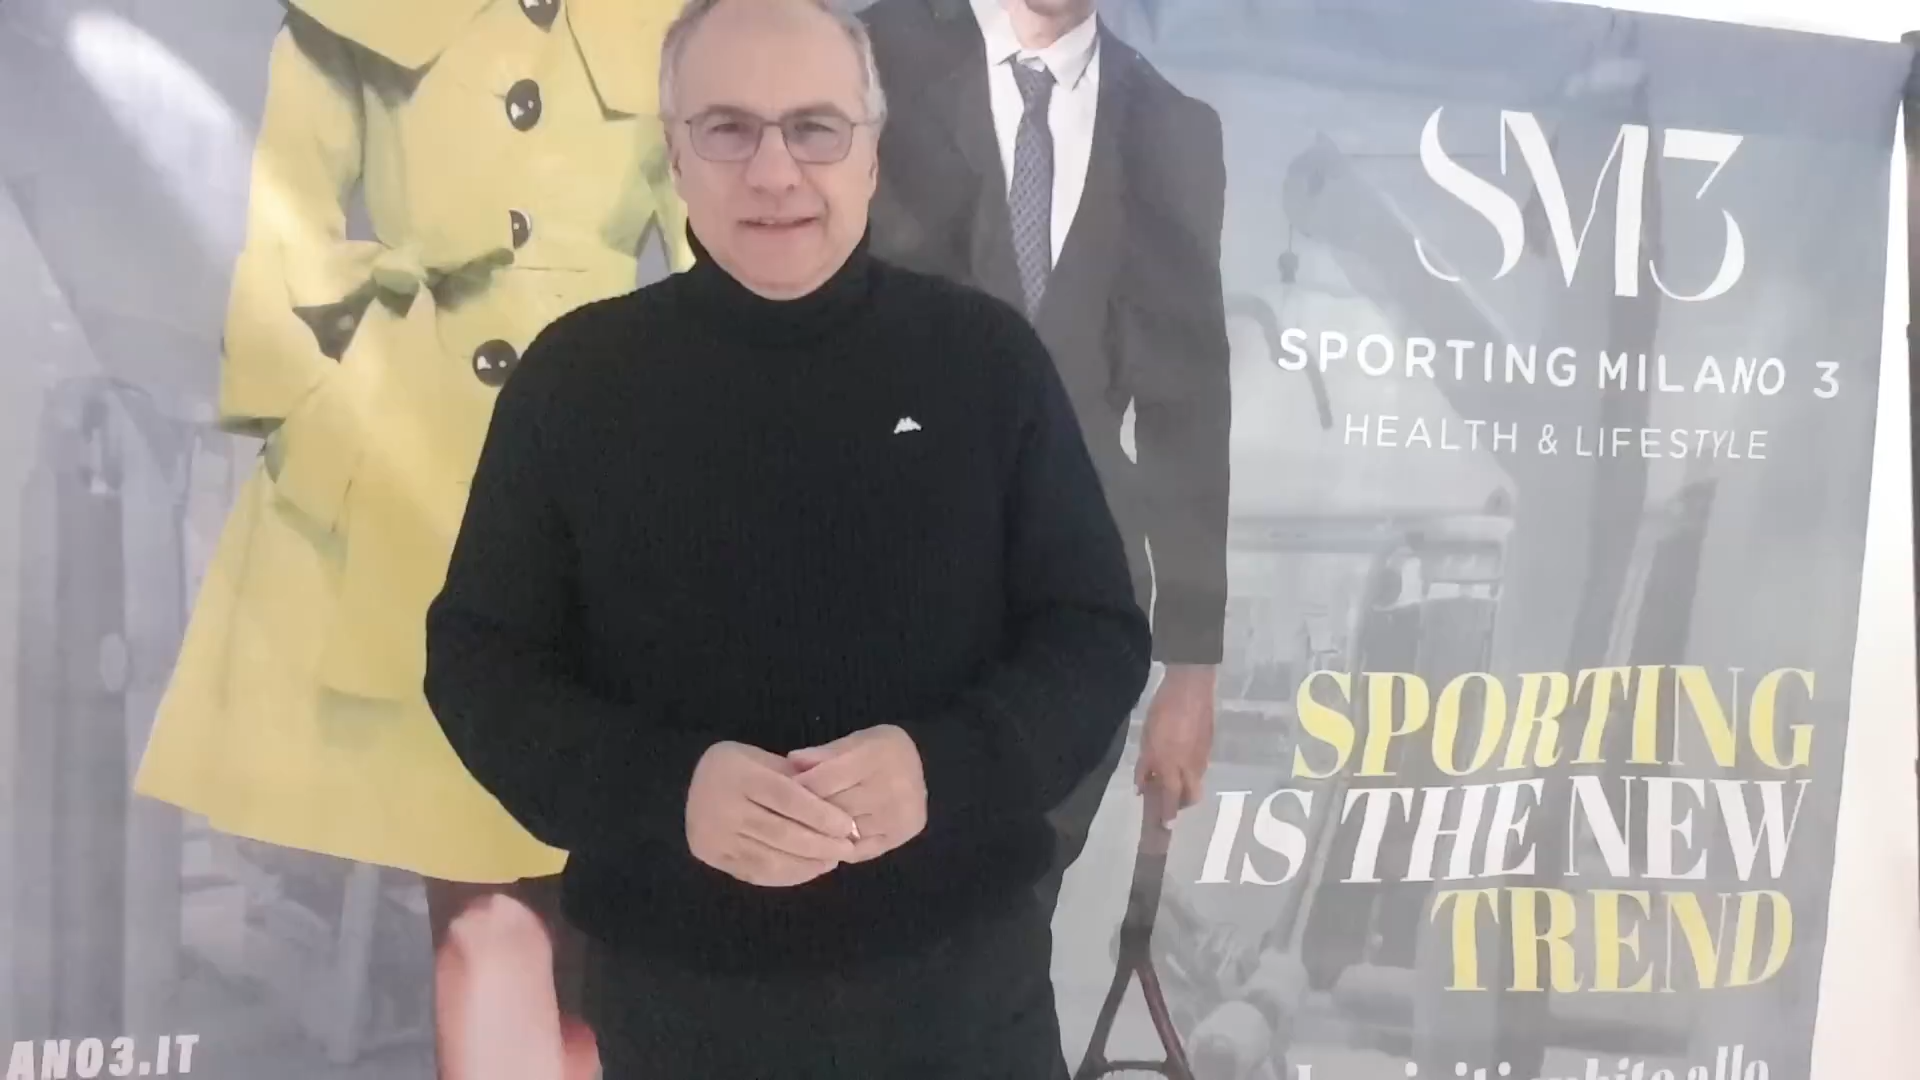 SM3
SPORTING MILANO 3
HEALTH & LIFESTYLE
SPORTING
IS THE NEW
TREND
ANO3.IT